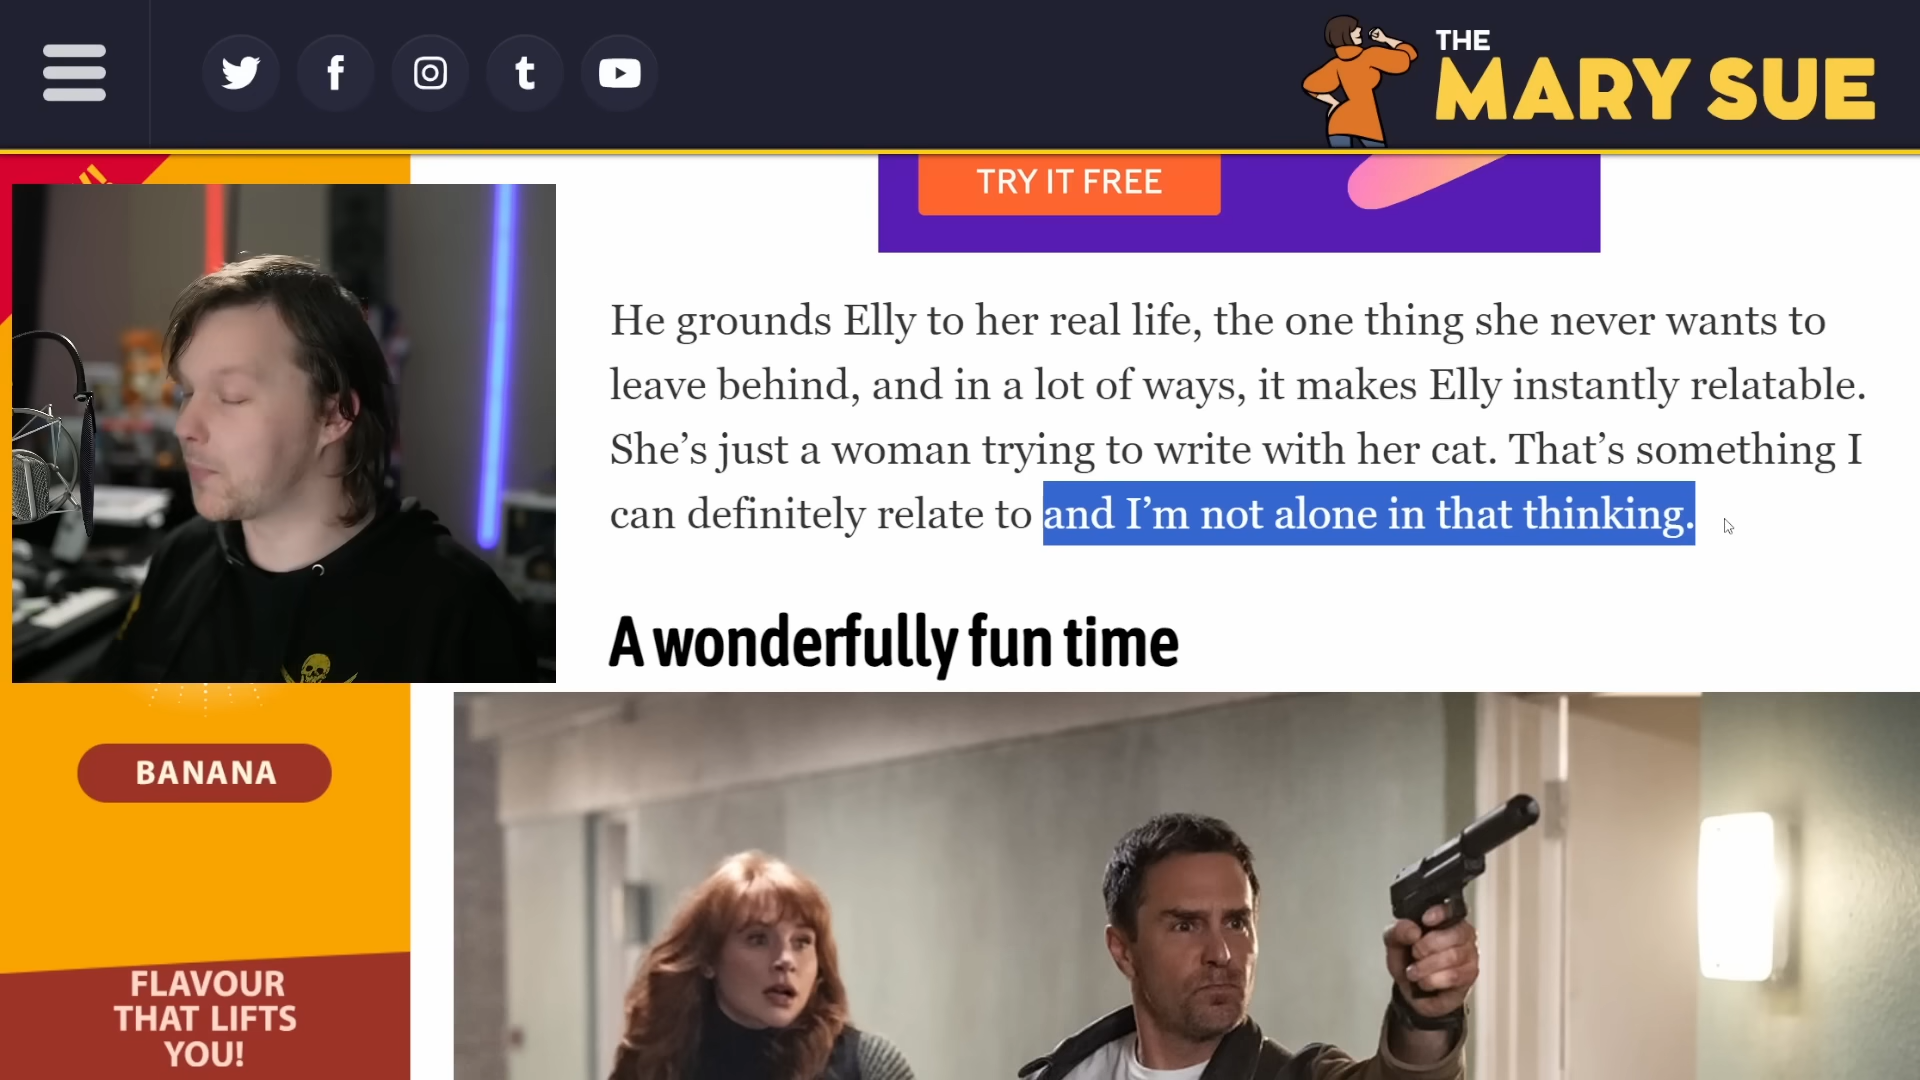 THE
MARY SUE
TRY IT FREE
He grounds Elly to her real life, the one thing she never wants to
leave behind, and in a lot of ways, it makes Elly instantly relatable.
She’s just a woman trying to write with her cat. That’s something I
can definitely relate to and I’m not alone in that thinking.
A wonderfully fun time
BANANA
FLAVOUR
THAT LIFTS
YOU!